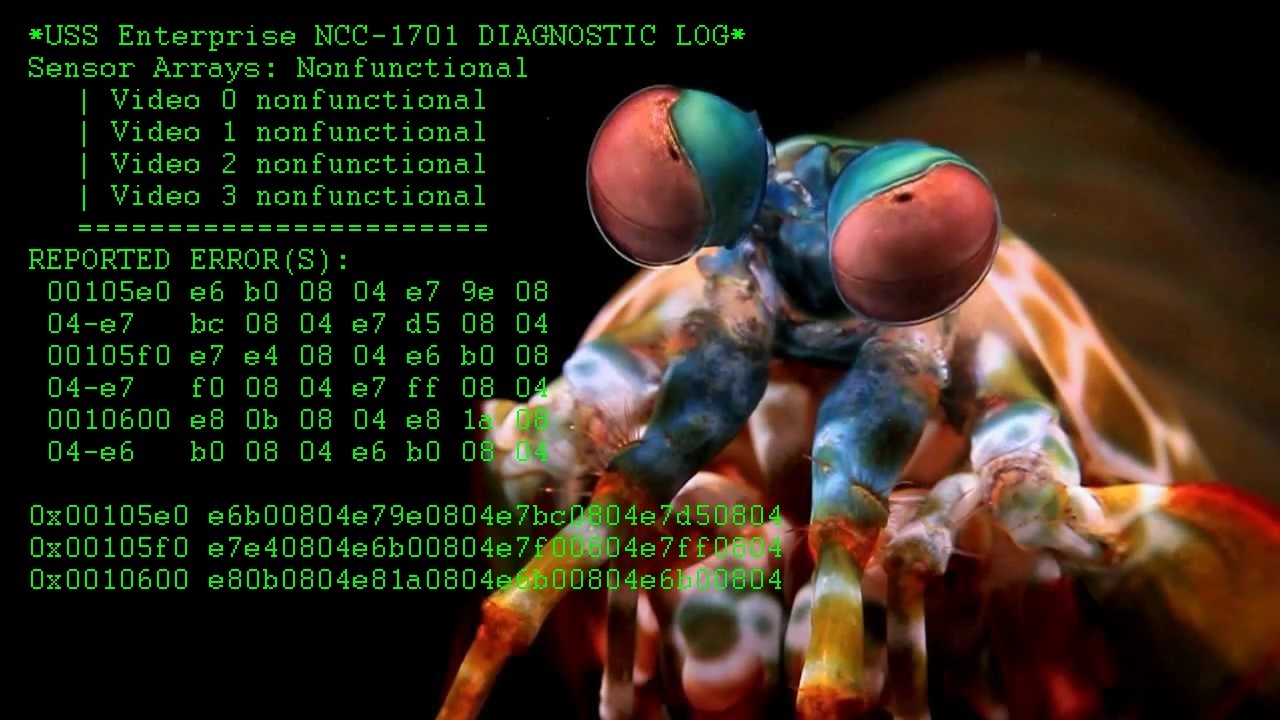 *USS Enterprise NCC-1701 DIAGNOSTIC LOG*
Sensor Arrays: Nonfunctional
| Video 0 nonfunctional
| Video 1 nonfunctional
| Video 2 nonfunctional
| Video 3 nonfunctional
=======================
REPORTED ERROR(S):
00105e0 e6 b0 08 04 e7 9e 08
04-e7 bc 08 04 e7 d5 08 04
00105f0 e7 e4 08 04 e6 b0 08
04-e7 f0 08 04 e7 ff 08 04
0010600 e8 0b 08 04 e8 1a 08
04-e6 b0 08 04 e6 b0 08 04
0x00105e0 e6b00804e79e0804e7bc0804e7d50804
0x00105f0 e7e40804e6b00804e7f00804e7ff0804
0x0010600 e80b0804e81a0804e6b00804e6b00804